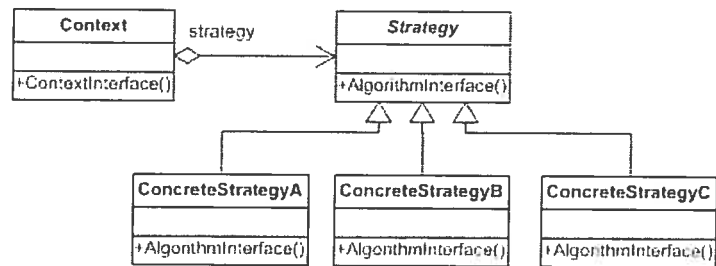 Context
strategy
Strategy
+ContextInterface()
+AlgorithmInterface()
ConcreteStrategyA
ConcreteStrategyB
ConcreteStrategyC
+AlgorithmInterface()
+AlgorithmInterface()
+AlgorithmInterface()